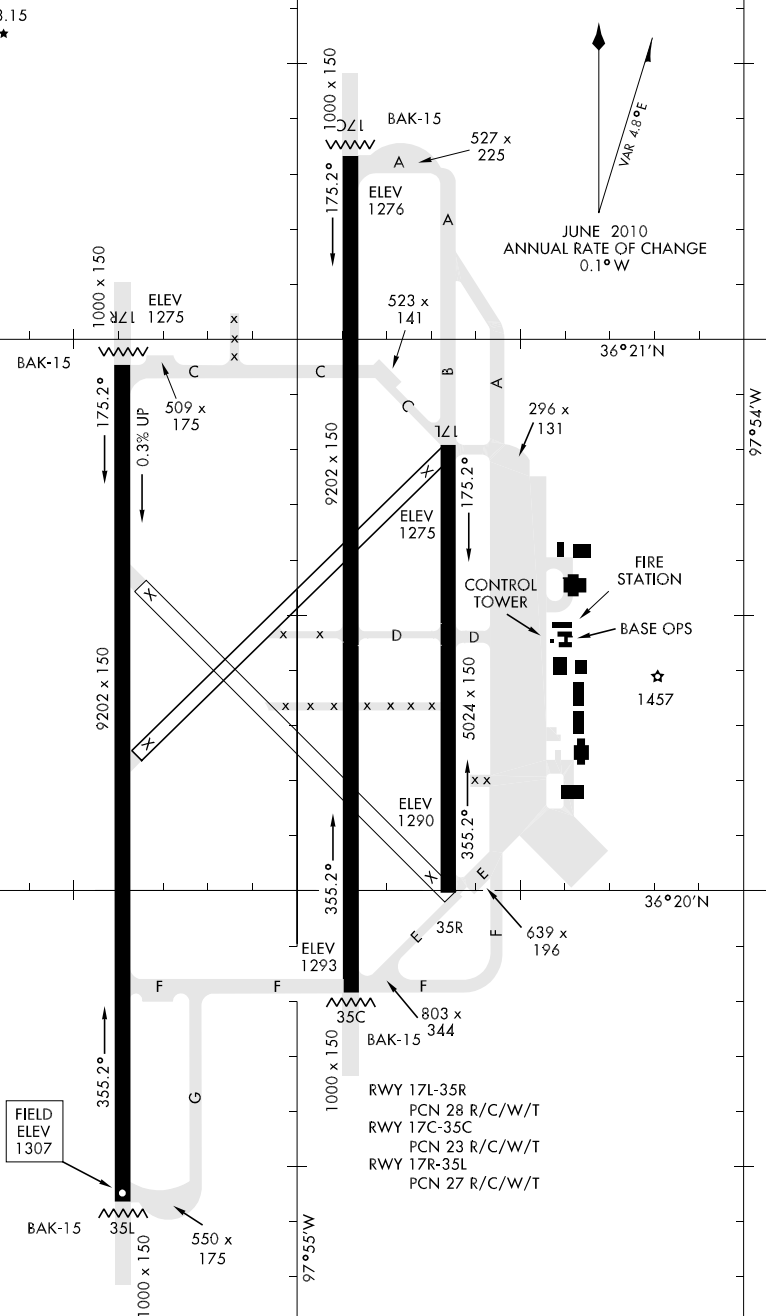 3.15
1000 x 150
17C
BAK-15
527 x
225
A
175.2°
ELEV
1276
A
VAR 4.8°E
JUNE 2010
ANNUAL RATE OF CHANGE
0.1° W
1000 x 150
17R
ELEV
1275
x
x
x
523 x
141
36°21'N
BAK-15
C
C
B
A
C
175.2°
0.3% UP
509 x
175
296 x
131
97°54'W
17L
9202 x 150
X
175.2°
ELEV
1275
X
CONTROL
TOWER
FIRE
STATION
BASE OPS
x x
D
D
9202 x 150
x x x x x x x
5024 x 150
1457
X
x x
ELEV
1290
355.2°
355.2°
X
E
36°20'N
35R
E
F
639 x
196
ELEV
1293
F
F
F
35C
803 x
344
BAK-15
355.2°
1000 x 150
G
RWY 17L-35R
PCN 28 R/C/W/T
RWY 17C-35C
PCN 23 R/C/W/T
RWY 17R-35L
PCN 27 R/C/W/T
FIELD
ELEV
1307
BAK-15
35L
550 x
175
1000 x 150
97°55'W